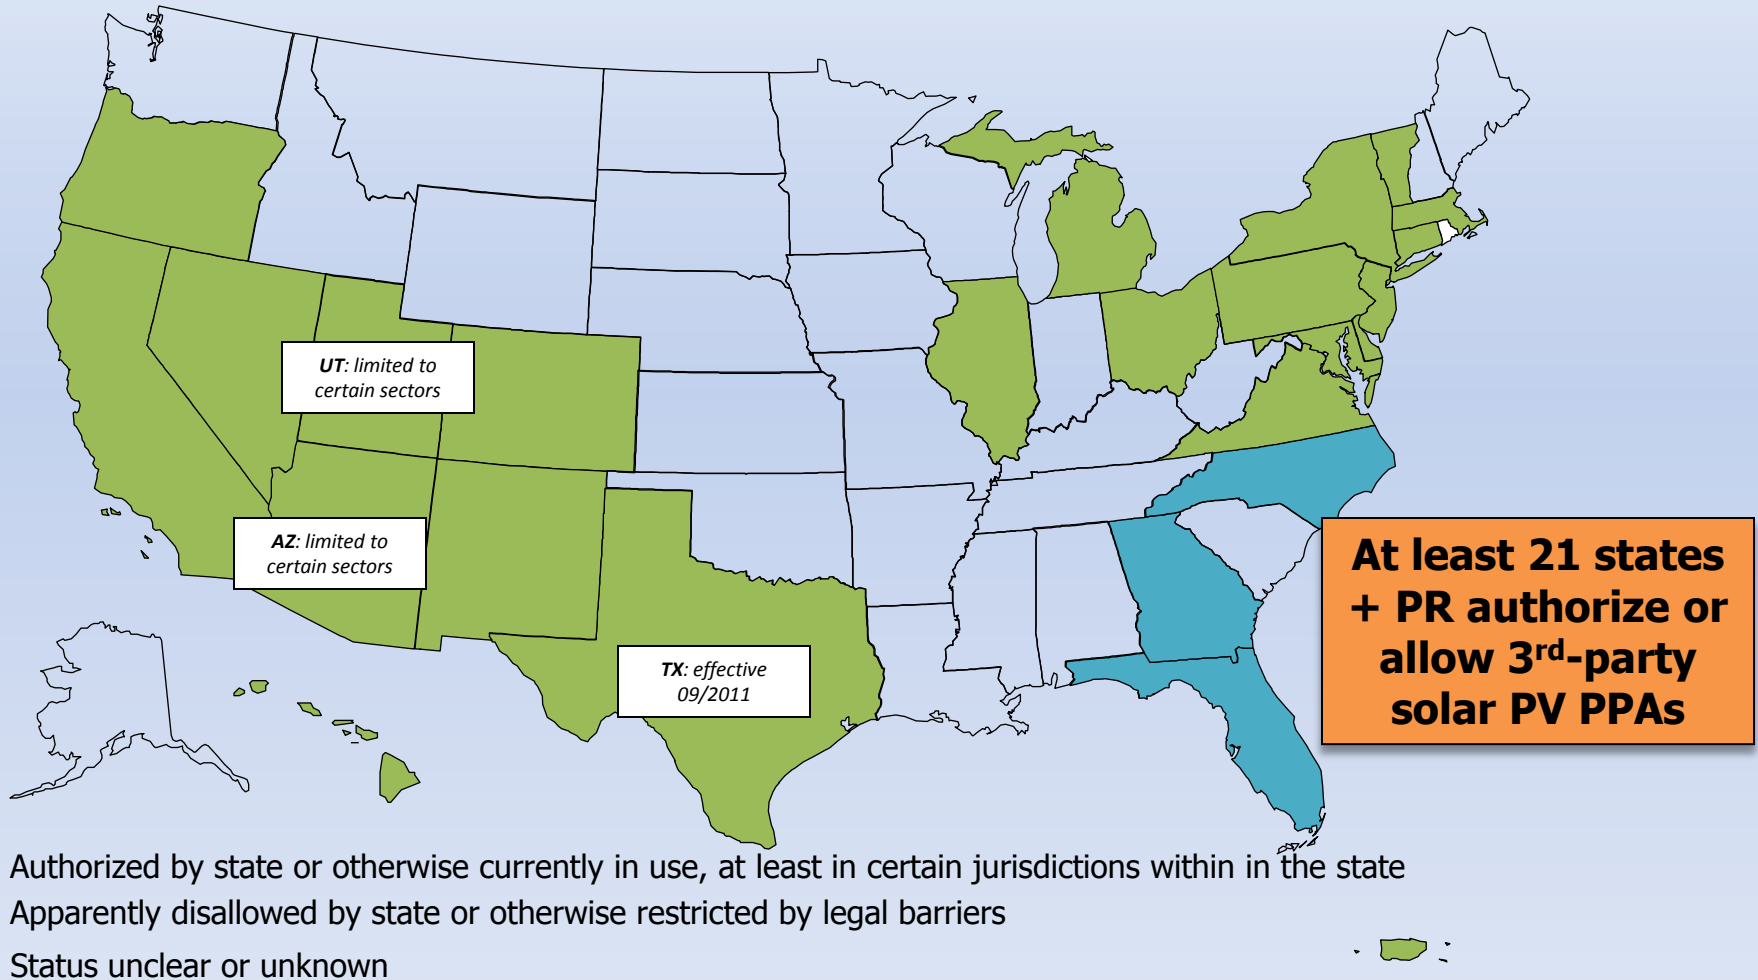 UT: limited to
certain sectors
AZ: limited to
certain sectors
TX: effective
09/2011
At least 21 states
+ PR authorize or
allow 3rd-party
solar PV PPAs
Authorized by state or otherwise currently in use, at least in certain jurisdictions within in the state
Apparently disallowed by state or otherwise restricted by legal barriers
Status unclear or unknown